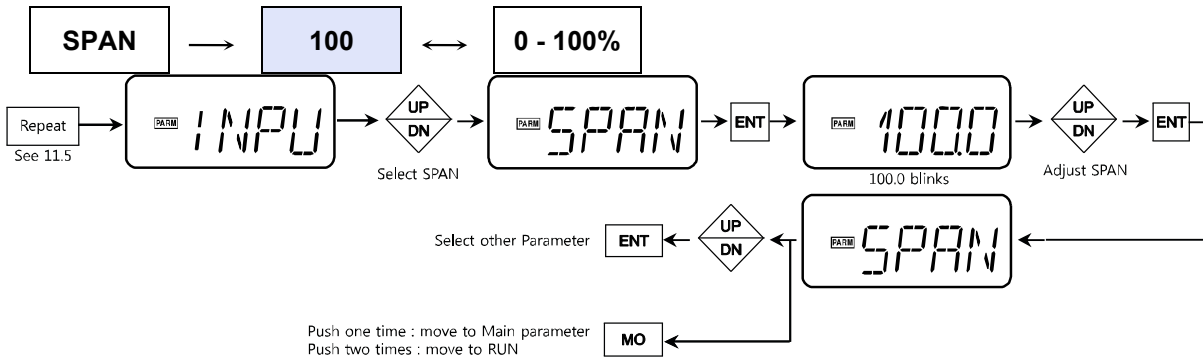 SPAN
100
0 - 100%
Repeat
See 11.5
PARM
INPU
UP
DN
Select SPAN
PARM
SPAN
ENT
PARM
100.0
100.0 blinks
UP
DN
Adjust SPAN
ENT
PARM
SPAN
UP
DN
ENT
Select other Parameter
MO
Push one time : move to Main parameter
Push two times : move to RUN